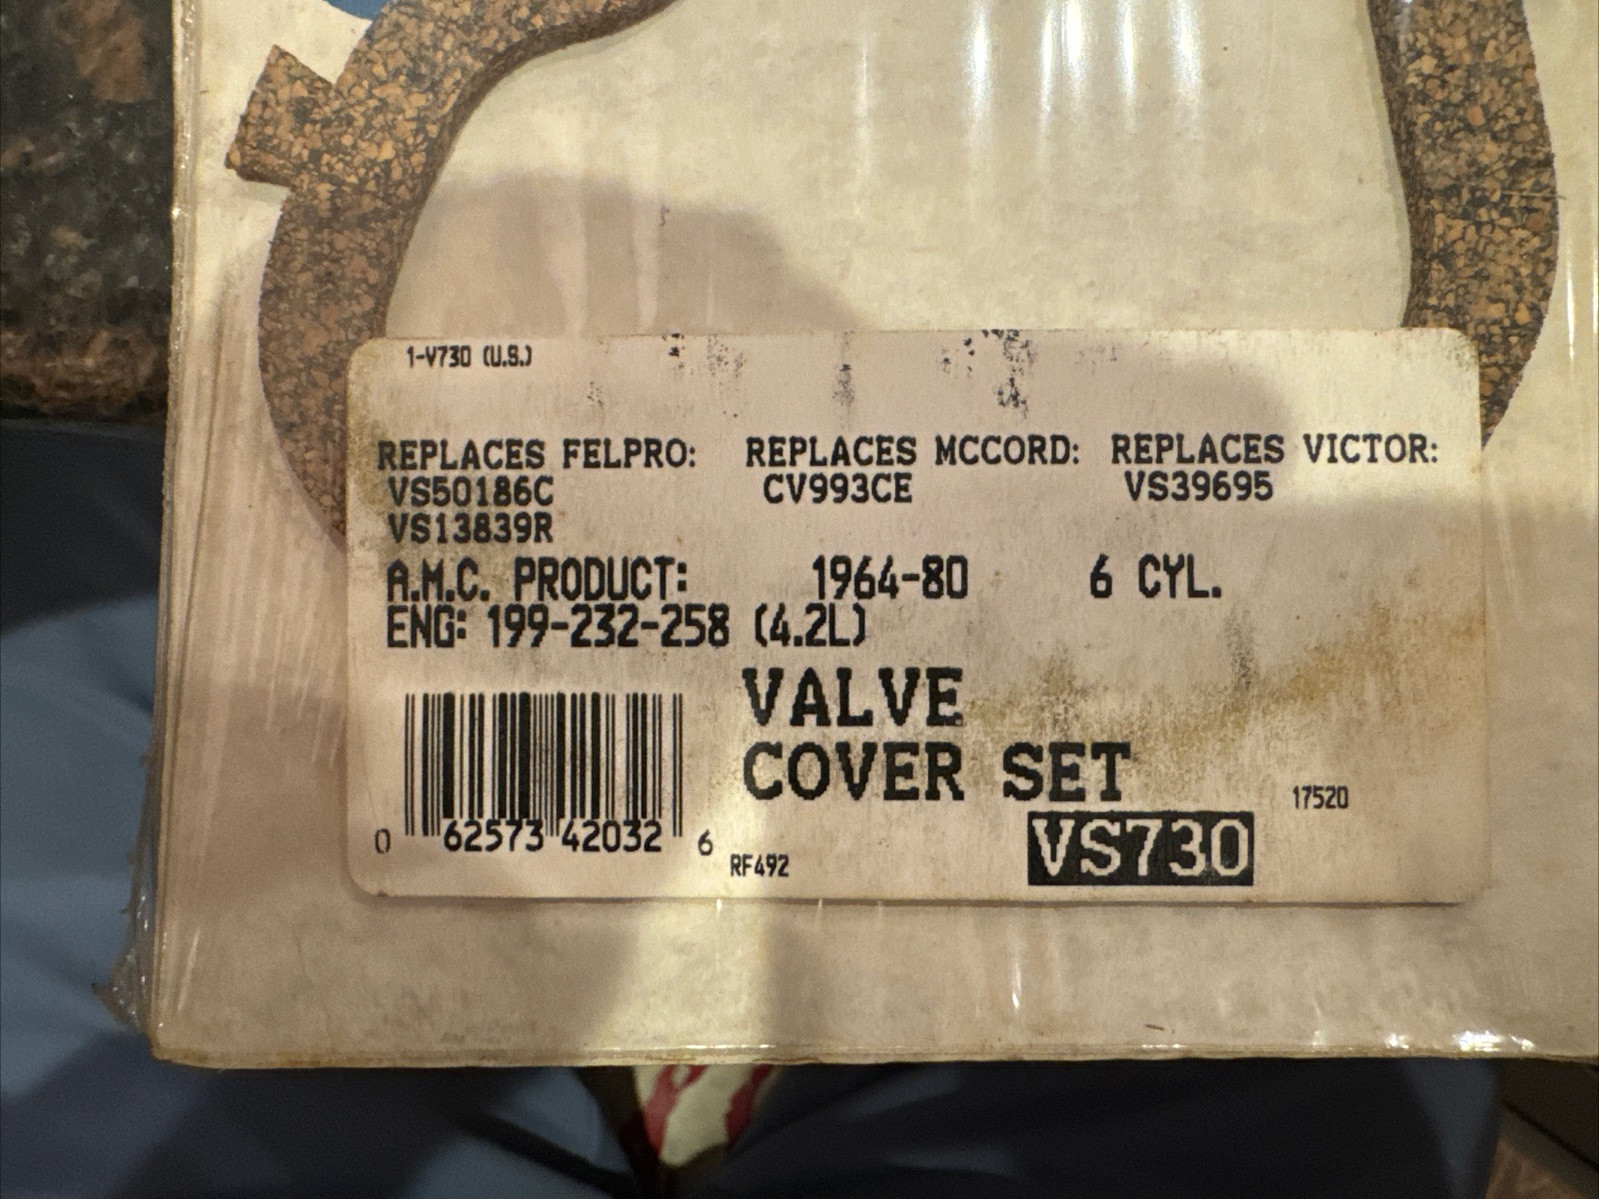 1-V730 (U.S.)
REPLACES FELPRO: REPLACES MCCORD: REPLACES VICTOR:
VS50186C CV993CE VS39695
VS13839R
A.M.C. PRODUCT: 1964-80 6 CYL.
ENG: 199-232-258 (4.2L)
VALVE
COVER SET
17520
VS730
0 62573 42032 6
RF492